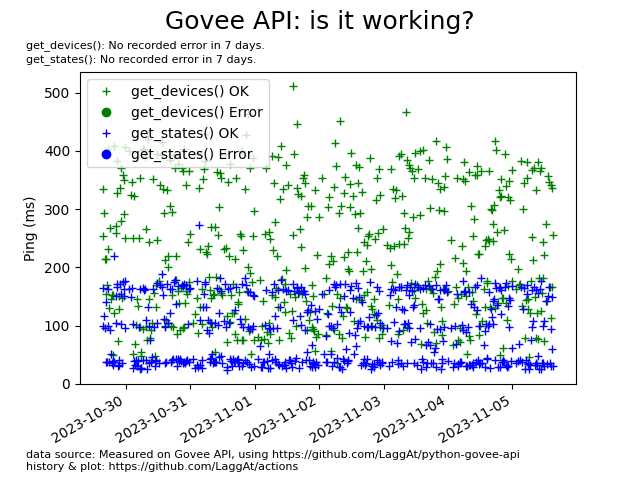 Govee API: is it working?
get_devices(): No recorded error in 7 days.
get_states(): No recorded error in 7 days.
get_devices() OK
get_devices() Error
get_states() OK
get_states() Error
Ping (ms)
500
400
300
200
100
0
2023-10-30
2023-10-31
2023-11-01
2023-11-02
2023-11-03
2023-11-04
2023-11-05
data source: Measured on Govee API, using https://github.com/LaggAt/python-govee-api
history & plot: https://github.com/LaggAt/actions